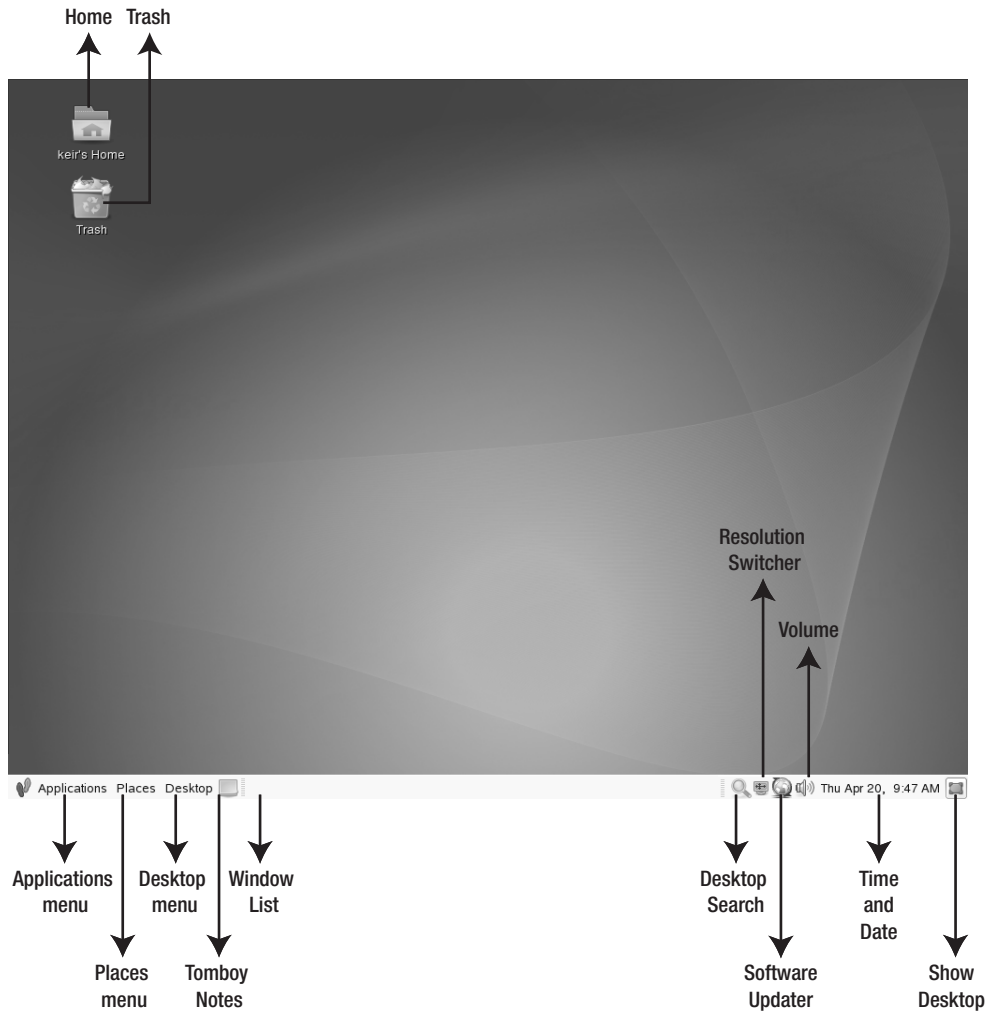 Home Trash
keir's Home
Trash
Resolution
Switcher
Volume
Applications Places Desktop Thu Apr 20, 9:47 AM
Applications
menu
Desktop
menu
Window
List
Desktop
Search
Time
and
Date
Places
menu
Tomboy
Notes
Software
Updater
Show
Desktop